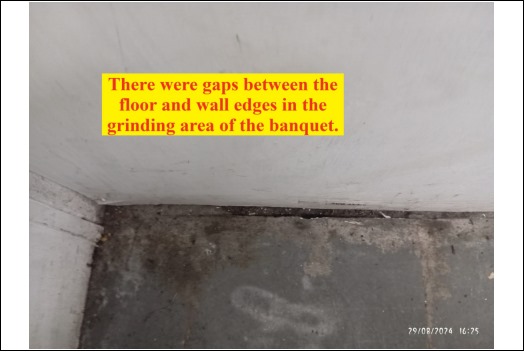 There were gaps between the
floor and wall edges in the
grinding area of the banquet.
29/08/2024 16:25